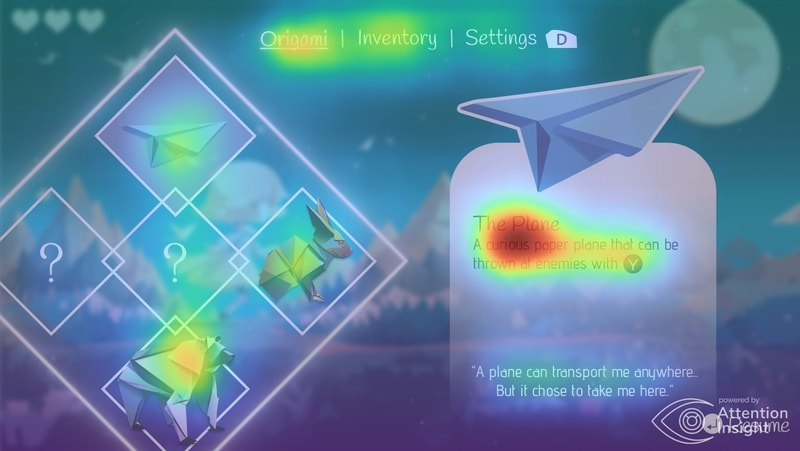 Origami | Inventory | Settings D
The Plane
A curious paper plane that can be
thrown at enemies with Y
?
?
"A plane can transport me anywhere..
But it chose to take me here."
powered by
Attention
Insight
Resume